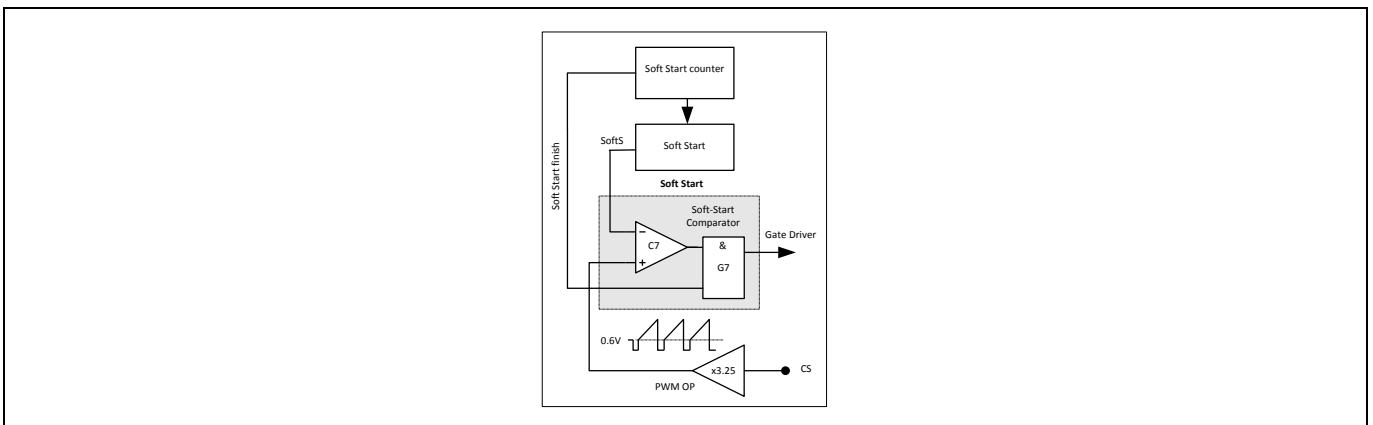 Soft Start counter
Soft Start finish
SoftS
Soft Start
Soft Start
Soft-Start
Comparator
Gate Driver
−
C7
+
&
G7
0.6V
x3.25
CS
PWM OP